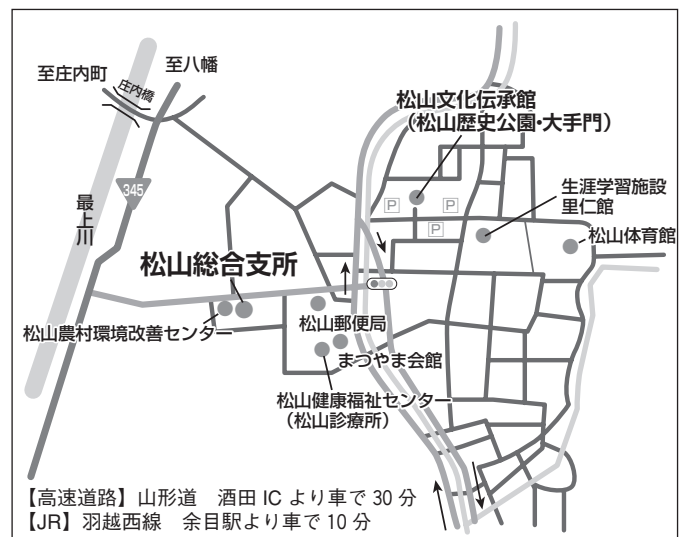 至庄内町
庄内橋
至八幡
345
最上川
松山文化伝承館
（松山歴史公園・大手門）
P
P
P
生涯学習施設
里仁館
松山体育館
松山総合支所
松山郵便局
松山農村環境改善センター
まつやま会館
松山健康福祉センター
（松山診療所）
【高速道路】山形道　酒田 IC より車で 30 分
【JR】羽越西線　余目駅より車で 10 分